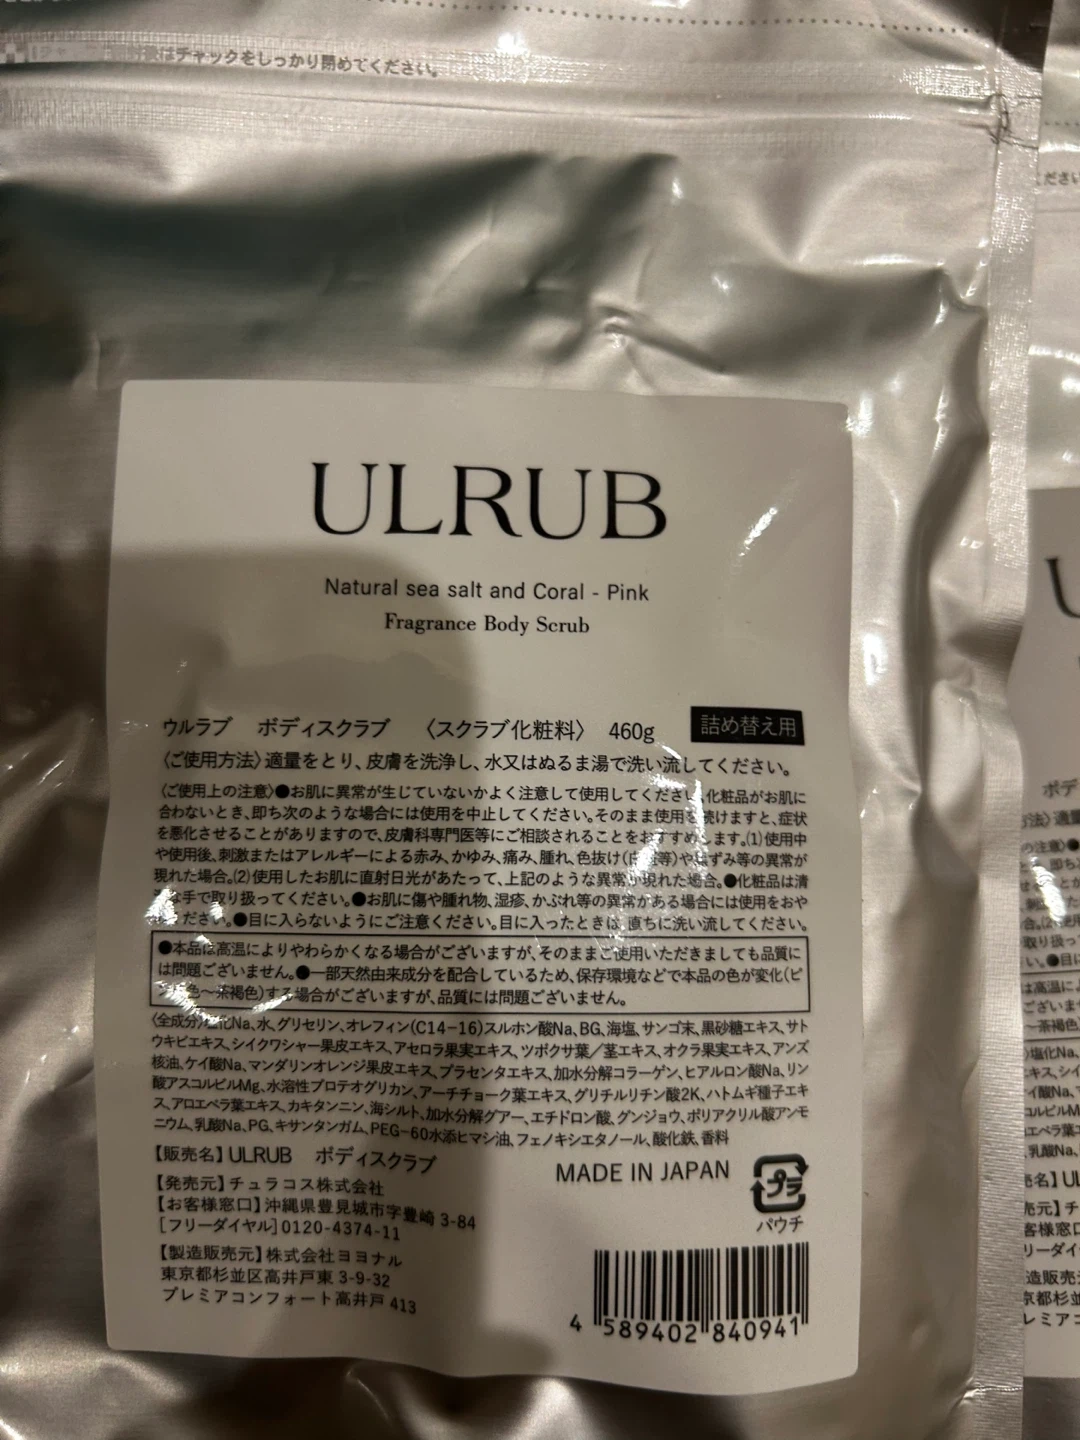 はチャックをしっかり閉めてください。
ULRUB
Natural sea salt and Coral - Pink
Fragrance Body Scrub
ウルラブ ボディスクラブ 〈スクラブ化粧料〉 460g 詰め替え用
〈ご使用方法〉適量をとり、皮膚を洗浄し、水又はぬるま湯で洗い流してください。
〈ご使用上の注意〉●お肌に異常が生じていないかよく注意して使用してください。化粧品がお肌に
合わないとき、即ち次のような場合には使用を中止してください。そのまま使用を続けますと、症状
を悪化させることがありますので、皮膚科専門医等にご相談されることをおすすめします。(1)使用中
や使用後、刺激またはアレルギーによる赤み、かゆみ、痛み、腫れ、色抜け(白斑等)や黒ずみ等の異常が
現れた場合。(2)使用したお肌に直射日光があたって、上記のような異常が現れた場合。●化粧品は清
な手で取り扱ってください。●お肌に傷や腫れ物、湿疹、かぶれ等の異常がある場合には使用をおや
ください。●目に入らないようにご注意ください。目に入ったときは、直ちに洗い流してください。
●本品は高温によりやわらかくなる場合がございますが、そのままご使用いただきましても品質に
は問題ございません。●一部天然由来成分を配合しているため、保存環境などで本品の色が変化(ピ
ンク色〜茶褐色)する場合がございますが、品質には問題ございません。
〈全成分〉塩化Na、水、グリセリン、オレフィン(C14-16)スルホン酸Na、BG、海塩、サンゴ末、黒砂糖エキス、サト
ウキビエキス、シイクワシャー果皮エキス、アセロラ果実エキス、ツボクサ葉/茎エキス、オクラ果実エキス、アンズ
核油、ケイ酸Na、マンダリンオレンジ果皮エキス、プラセンタエキス、加水分解コラーゲン、ヒアルロン酸Na、リン
酸アスコルビルMg、水溶性プロテオグリカン、アーチチョーク葉エキス、グリチルリチン酸2K、ハトムギ種子エキ
ス、アロエベラ葉エキス、カキタンニン、海シルト、加水分解グアー、エチドロン酸、グンジョウ、ポリアクリル酸アンモ
ニウム、乳酸Na、PG、キサンタンガム、PEG-60水添ヒマシ油、フェノキシエタノール、酸化鉄、香料
【販売名】ULRUB ボディスクラブ
【発売元】チュラコス株式会社
【お客様窓口】沖縄県豊見城市字豊崎 3-84
[フリーダイヤル]0120-4374-11
【製造販売元】株式会社ヨヨナル
東京都杉並区高井戸東 3-9-32
プレミアコンフォート高井戸 413
MADE IN JAPAN
プラ
パウチ
4 589402 840941